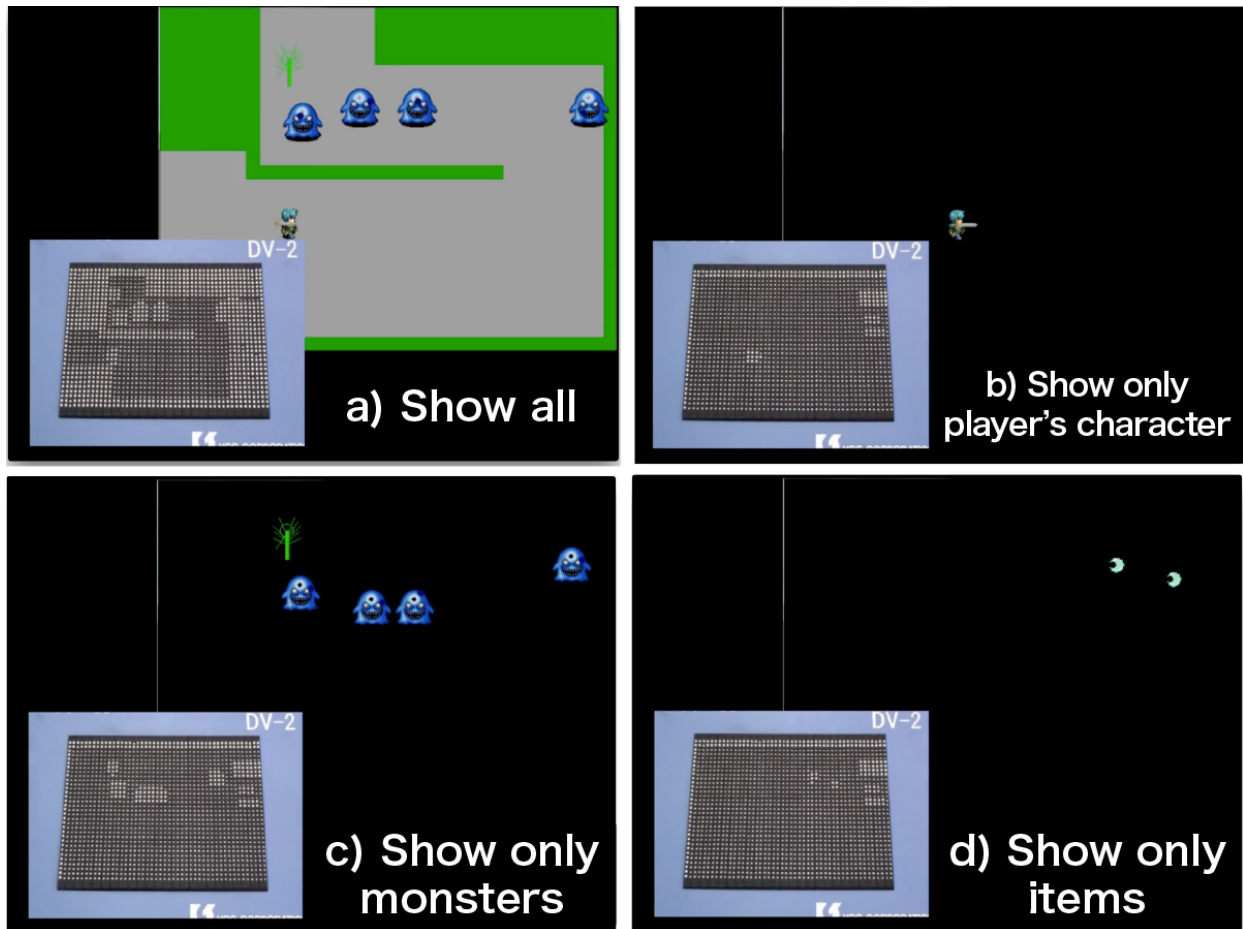 DV-2
a) Show all
DV-2
b) Show only
player's character
DV-2
c) Show only
monsters
DV-2
d) Show only
items